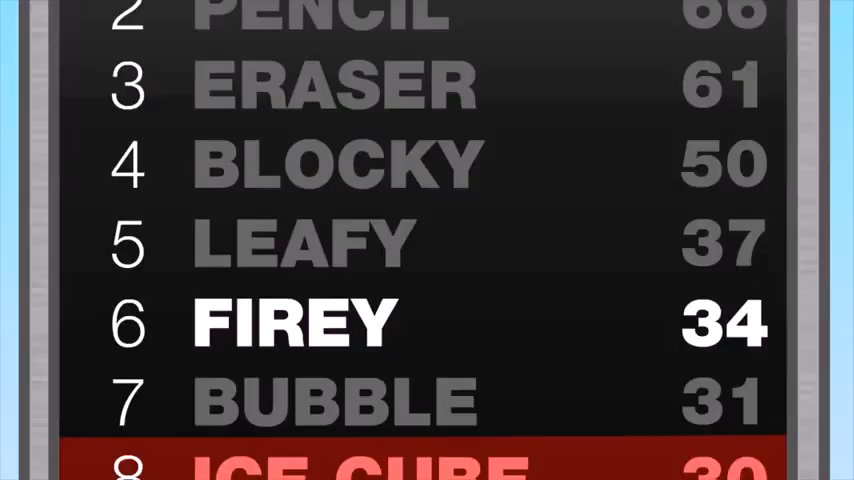 2 PENCIL 66
3 ERASER 61
4 BLOCKY 50
5 LEAFY 37
6 FIREY 34
7 BUBBLE 31
8 ICE CUBE 30